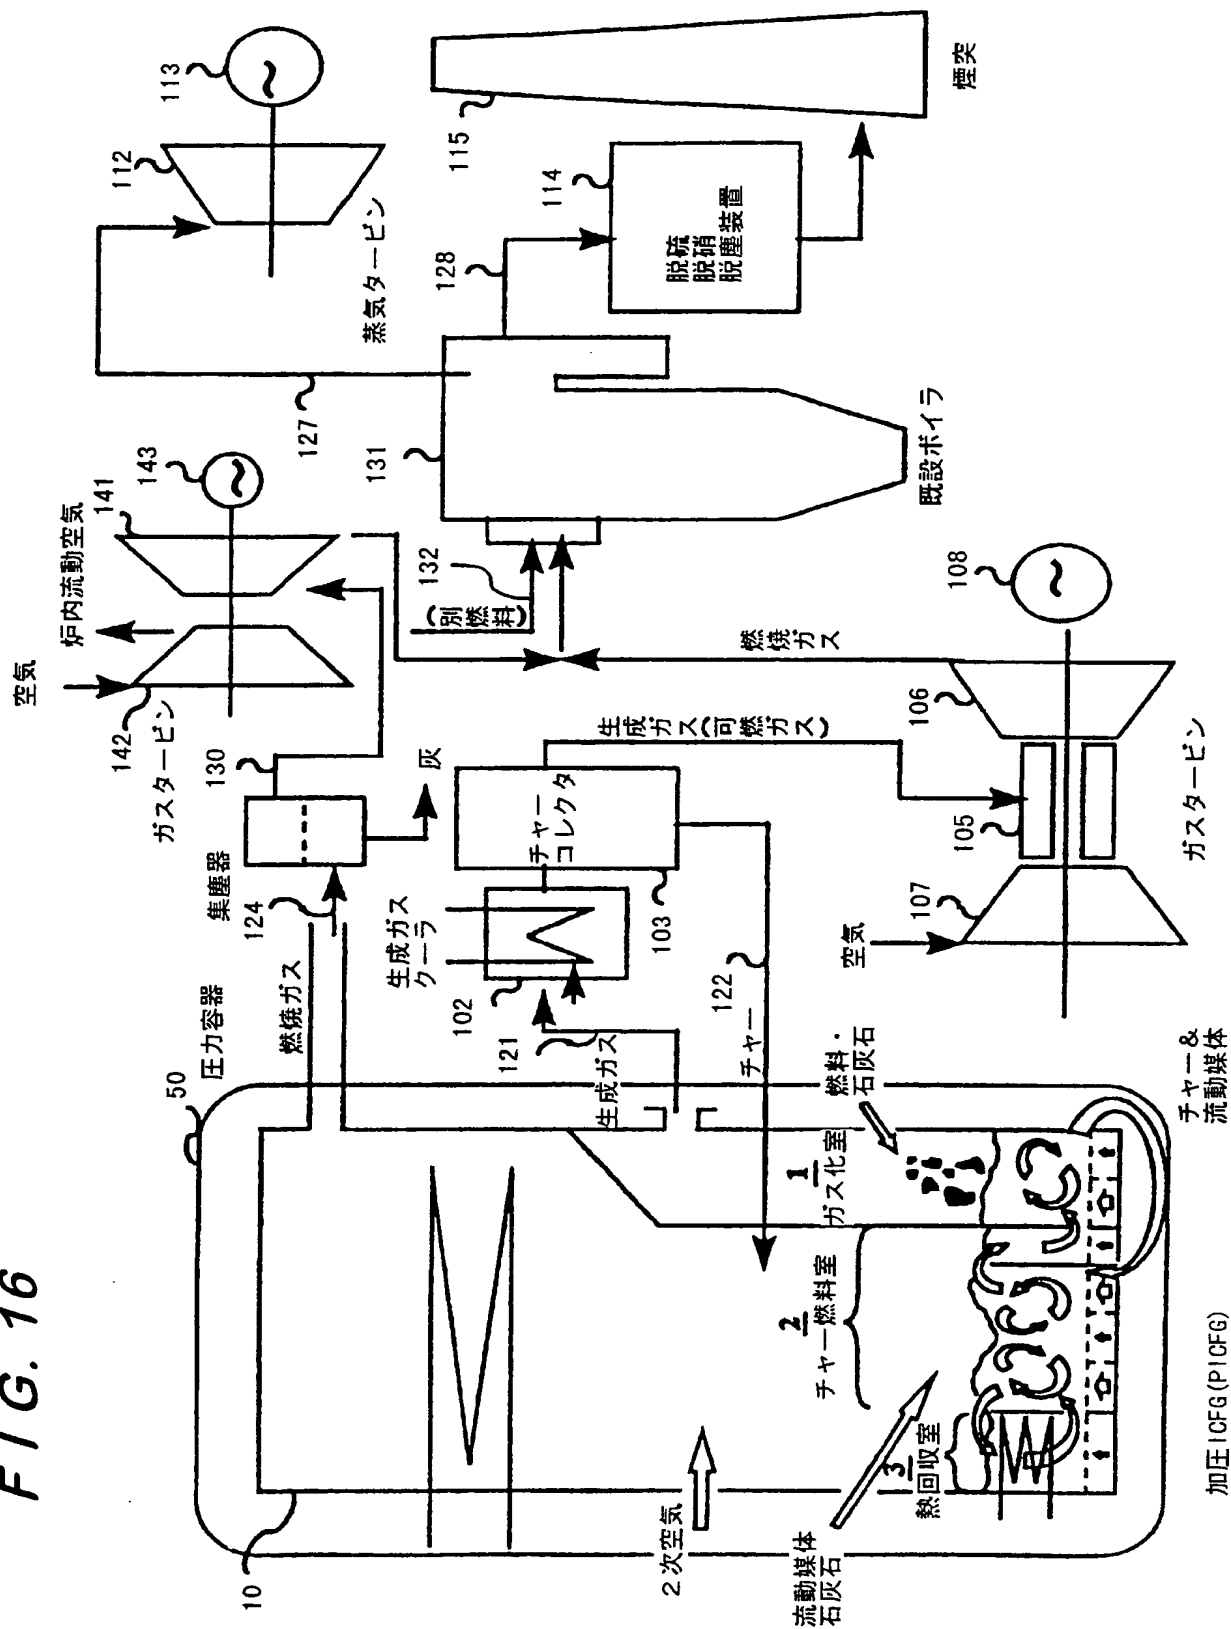 FIG. 16
113
112
蒸気タービン
115
煙突
114
脱硫
脱硝
脱塵装置
128
127
131
既設ボイラ
132
(別
燃料)
143
141
炉内流動空気
空気
142
ガスタービン
130
灰
集塵器
124
燃焼ガス
圧力容器
50
10
生成ガス
クーラ
102
チャー
コレクタ
103
生成ガス(可燃ガス)
燃焼ガス
121
生成ガス
122
チャー
108
106
105
107
空気
ガスタービン
燃料・
石灰石
1
ガス化室
2
チャー燃料室
3
熱回収室
2次空気
流動媒体
石灰石
チャー&
流動媒体
加圧ICFG(PICFG)